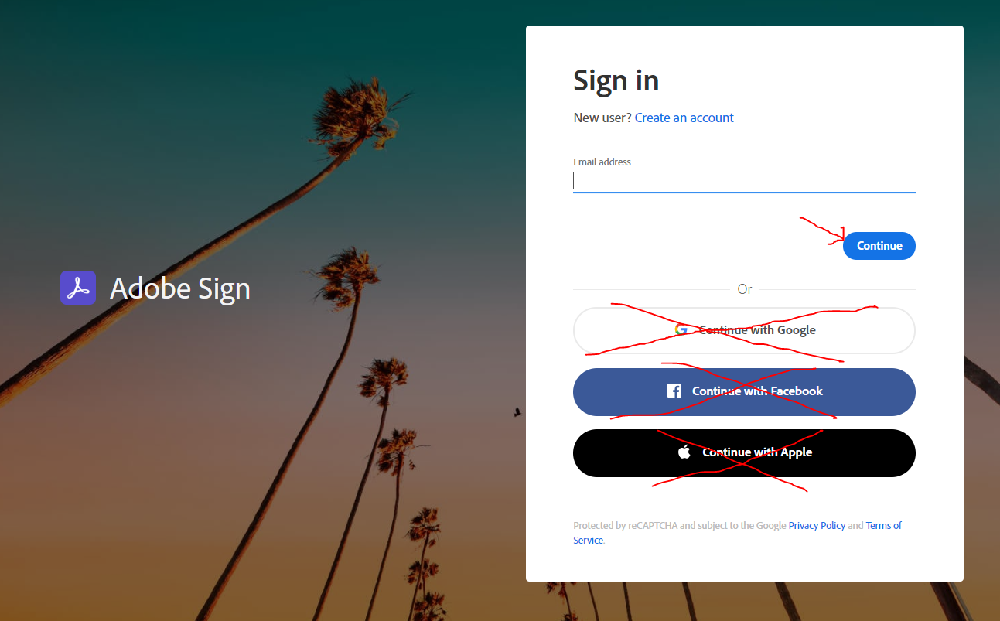 Sign in
New user? Create an account
Email address
Continue
Adobe Sign
Or
Continue with Google
Continue with Facebook
Continue with Apple
Protected by reCAPTCHA and subject to the Google Privacy Policy and Terms of
Service.